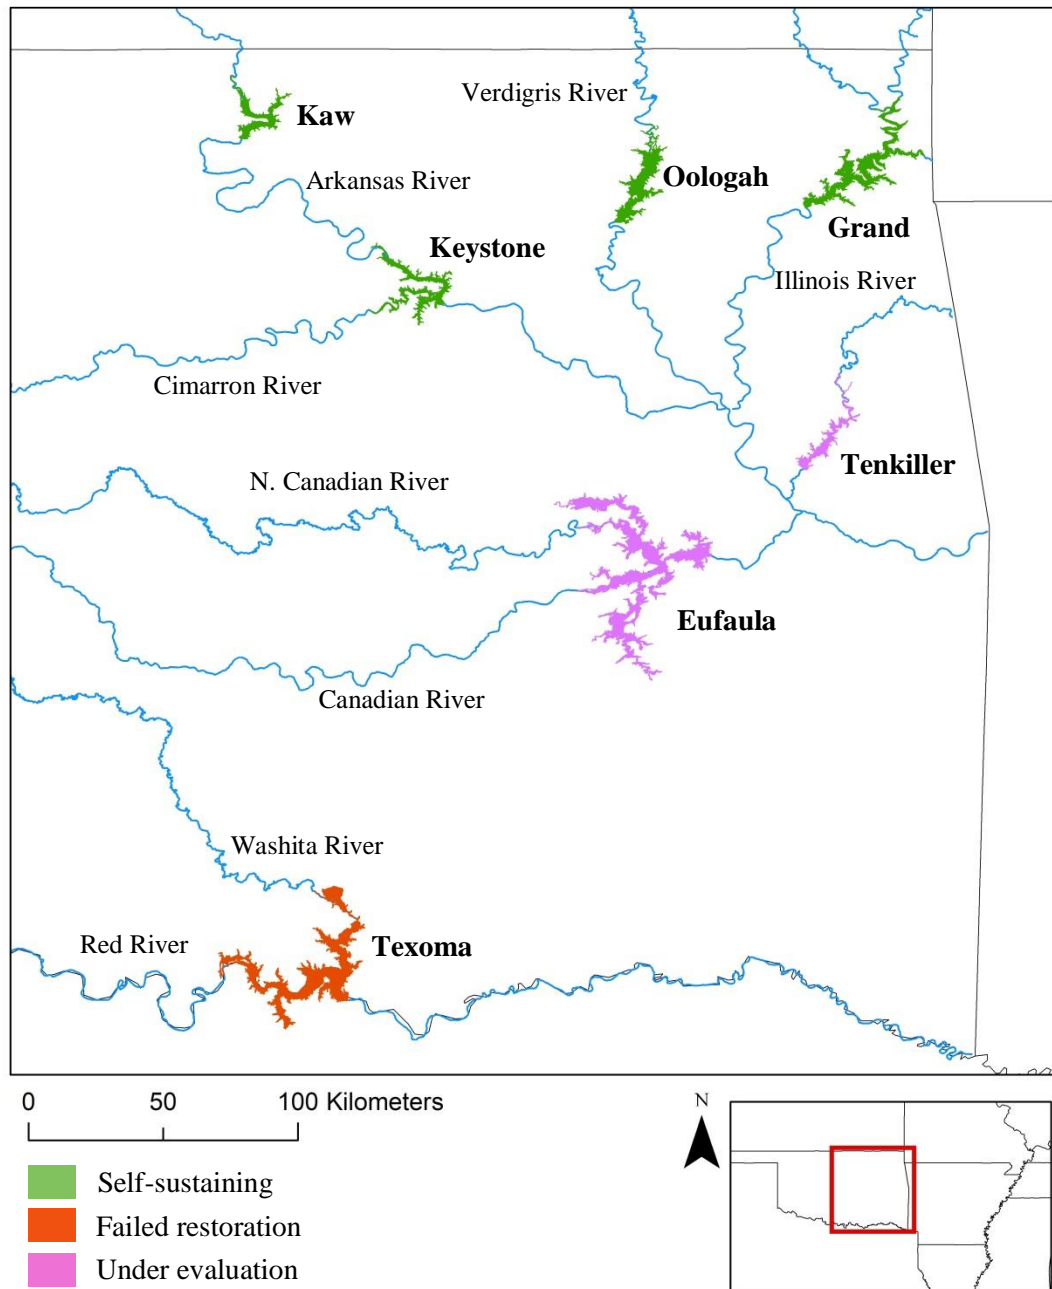 Verdigris River
Kaw
Oologah
Arkansas River
Grand
Keystone
Illinois River
Cimarron River
Tenkiller
N. Canadian River
Eufaula
Canadian River
Washita River
Red River
Texoma
0 50 100 Kilometers
N
Self-sustaining
Failed restoration
Under evaluation